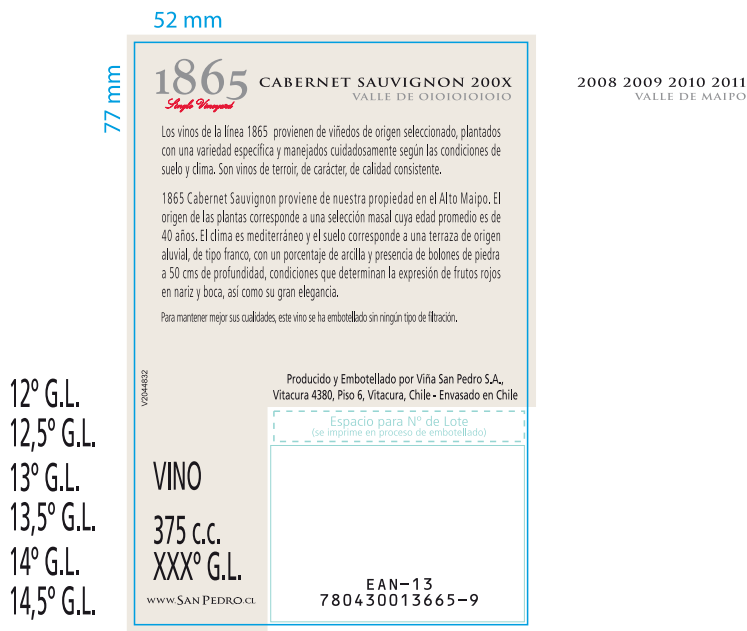 52 mm
77 mm
1865
Single Vineyard
CABERNET SAUVIGNON 200X
VALLE DE OIOIOIOIOIO
2008 2009 2010 2011
VALLE DE MAIPO
Los vinos de la línea 1865 provienen de viñedos de origen seleccionado, plantados
con una variedad específica y manejados cuidadosamente según las condiciones de
suelo y clima. Son vinos de terroir, de carácter, de calidad consistente.
1865 Cabernet Sauvignon proviene de nuestra propiedad en el Alto Maipo. El
origen de las plantas corresponde a una selección masal cuya edad promedio es de
40 años. El clima es mediterráneo y el suelo corresponde a una terraza de origen
aluvial, de tipo franco, con un porcentaje de arcilla y presencia de bolones de piedra
a 50 cms de profundidad, condiciones que determinan la expresión de frutos rojos
en nariz y boca, así como su gran elegancia.
Para mantener mejor sus cualidades, este vino se ha embotellado sin ningún tipo de filtración.
V2044832
Producido y Embotellado por Viña San Pedro S.A.,
Vitacura 4380, Piso 6, Vitacura, Chile - Envasado en Chile
Espacio para Nº de Lote
(se imprime en proceso de embotellado)
12º G.L.
12,5º G.L.
13º G.L.
13,5º G.L.
14º G.L.
14,5º G.L.
VINO
375 c.c.
XXXº G.L.
WWW.SAN PEDRO.CL
EAN-13
780430013665-9